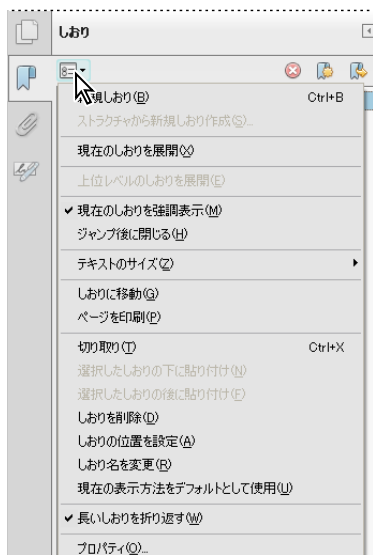 しおり
規しおり(B) Ctrl+B
ストラクチャから新規しおり作成(S)...
現在のしおりを展開(X)
上位レベルのしおりを展開(E)
現在のしおりを強調表示(M)
ジャンプ後に閉じる(H)
テキストのサイズ(Z)
しおりに移動(G)
ページを印刷(P)
切り取り(T) Ctrl+X
選択したしおりの下に貼り付け(N)
選択したしおりの後に貼り付け(F)
しおりを削除(D)
しおりの位置を設定(A)
しおり名を変更(R)
現在の表示方法をデフォルトとして使用(U)
長いしおりを折り返す(W)
プロパティ(O)...